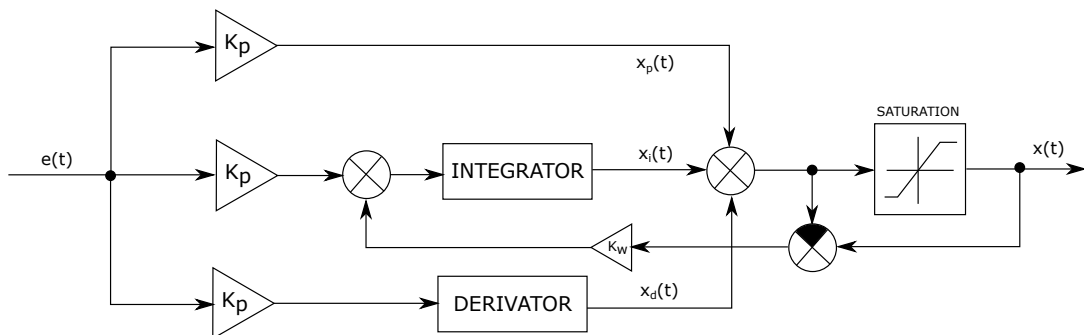 Kp
xp(t)
SATURATION
e(t)
x(t)
Kp
INTEGRATOR
xi(t)
Kw
Kp
DERIVATOR
xd(t)